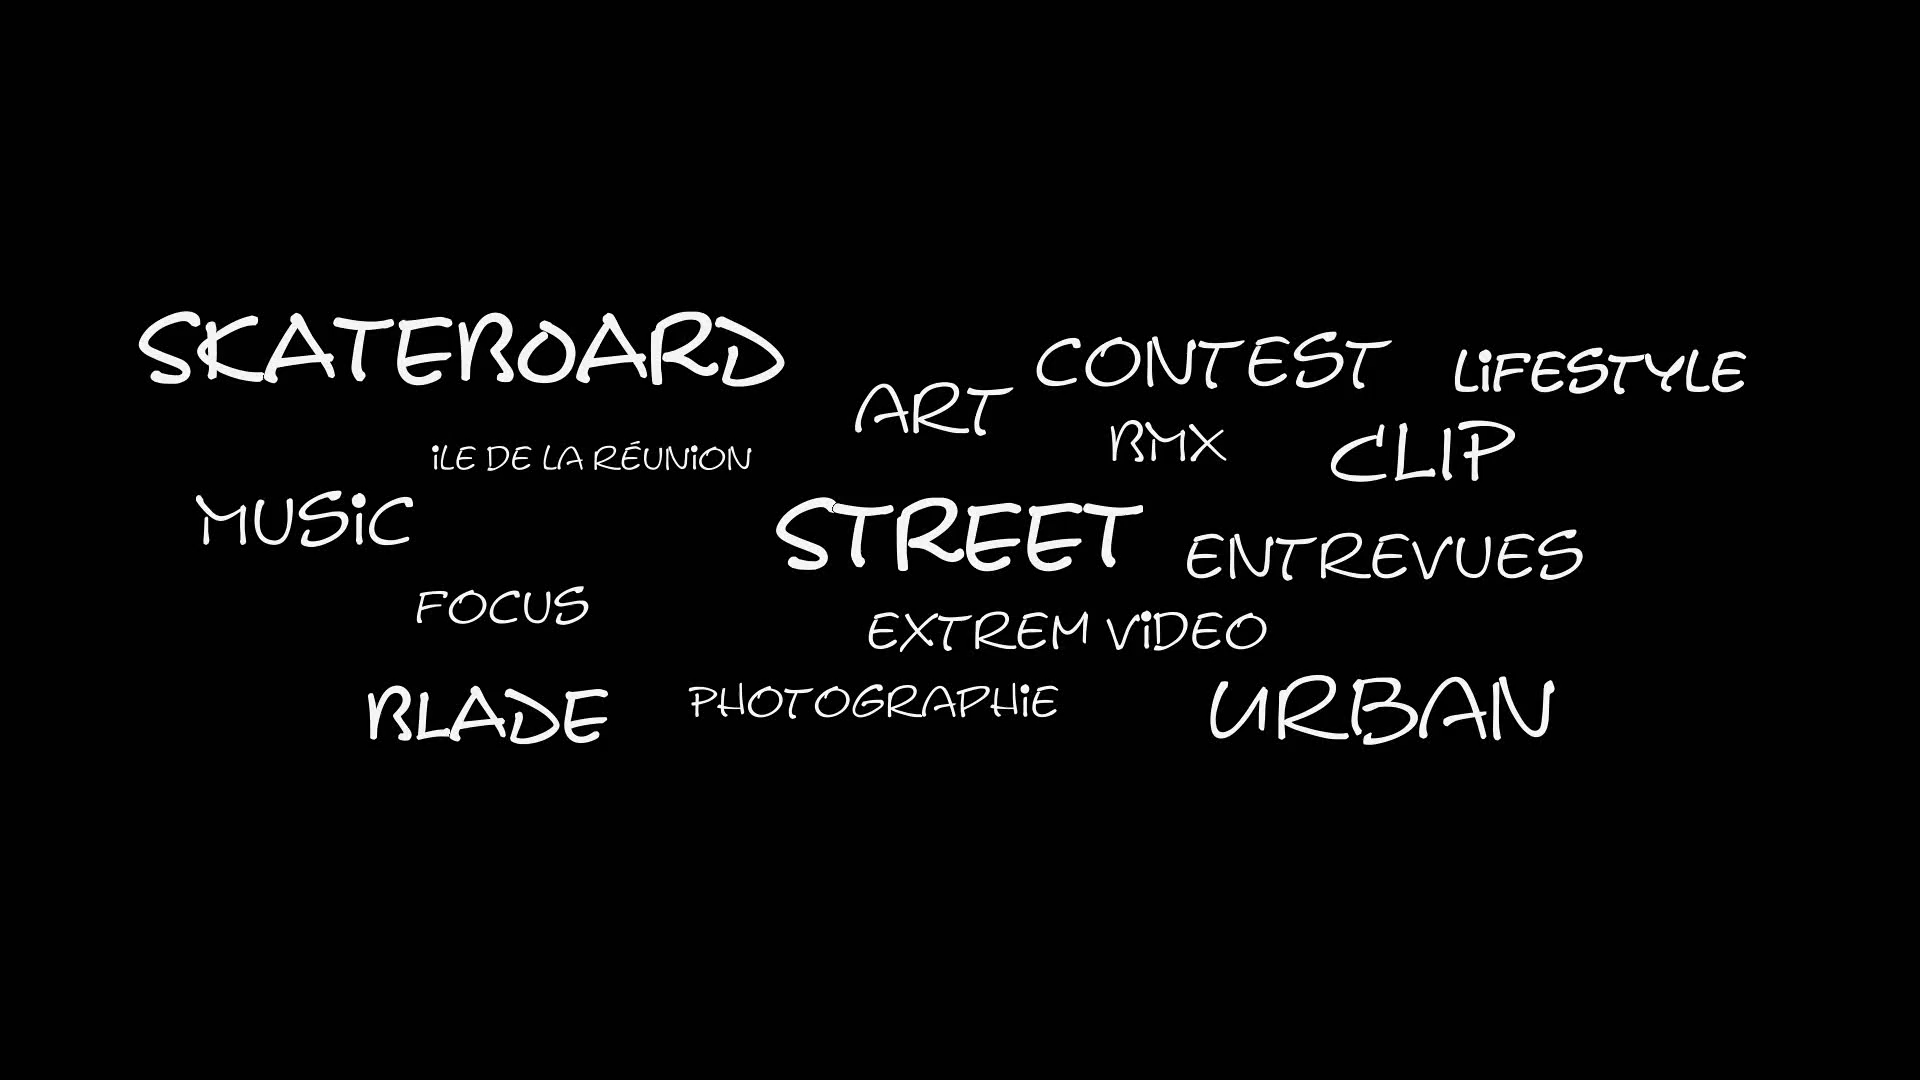 SKATEBOARD
CONTEST
LiFESTYLE
ART
BMX
CLIP
iLE DE LA RÉUNiON
MUSiC
STREET
ENTREVUES
FOCUS
EXTREM ViDEO
BLADE
PHOTOGRAPHiE
URBAN